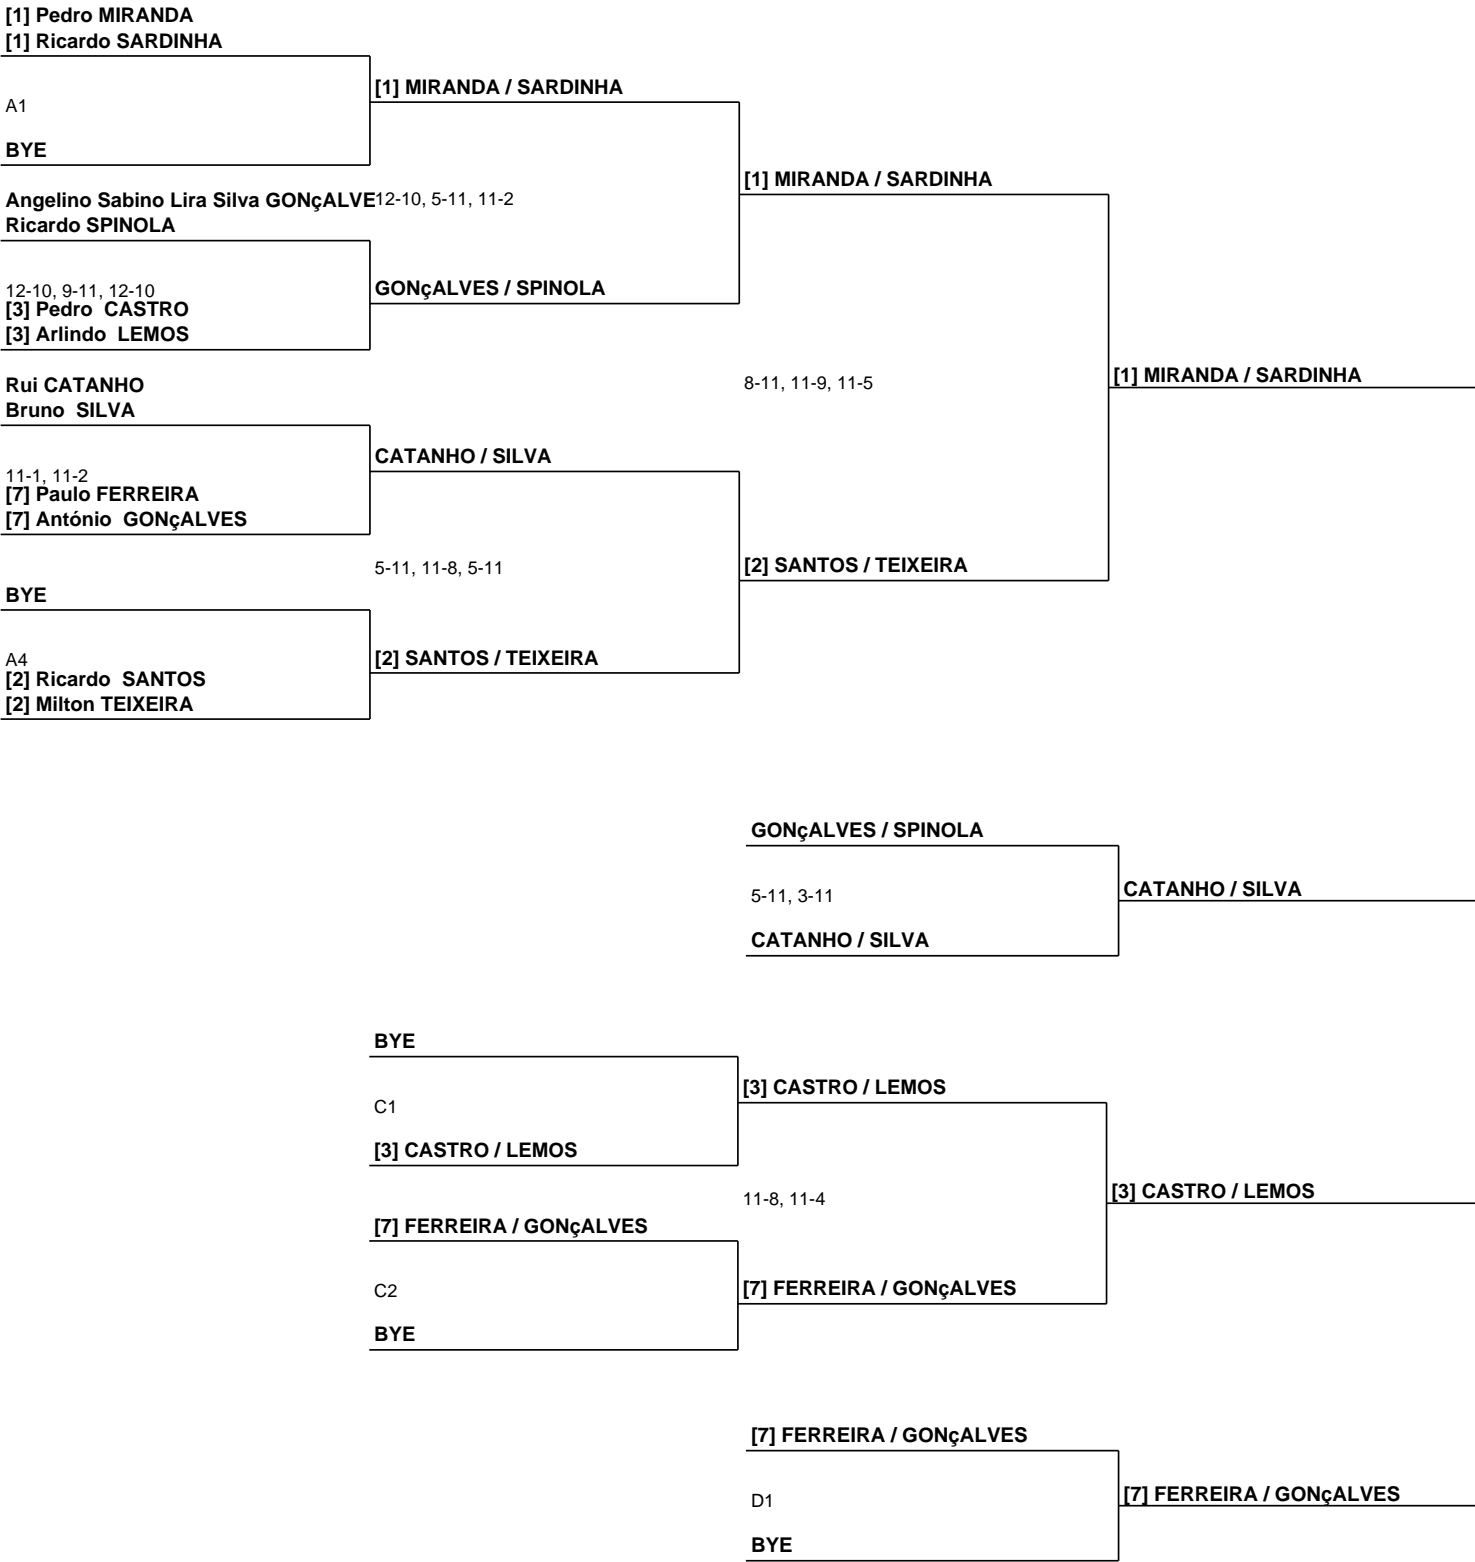 [1] Pedro MIRANDA
[1] Ricardo SARDINHA
[1] MIRANDA / SARDINHA
A1
BYE
[1] MIRANDA / SARDINHA
Angelino Sabino Lira Silva GONçALVE
12-10, 5-11, 11-2
Ricardo SPINOLA
GONçALVES / SPINOLA
12-10, 9-11, 12-10
[3] Pedro  CASTRO
[3] Arlindo  LEMOS
[1] MIRANDA / SARDINHA
8-11, 11-9, 11-5
Rui CATANHO
Bruno  SILVA
CATANHO / SILVA
11-1, 11-2
[7] Paulo FERREIRA
[7] António  GONçALVES
[2] SANTOS / TEIXEIRA
5-11, 11-8, 5-11
BYE
[2] SANTOS / TEIXEIRA
A4
[2] Ricardo  SANTOS
[2] Milton TEIXEIRA
GONçALVES / SPINOLA
CATANHO / SILVA
5-11, 3-11
CATANHO / SILVA
BYE
[3] CASTRO / LEMOS
C1
[3] CASTRO / LEMOS
[3] CASTRO / LEMOS
11-8, 11-4
[7] FERREIRA / GONçALVES
[7] FERREIRA / GONçALVES
C2
BYE
[7] FERREIRA / GONçALVES
[7] FERREIRA / GONçALVES
D1
BYE